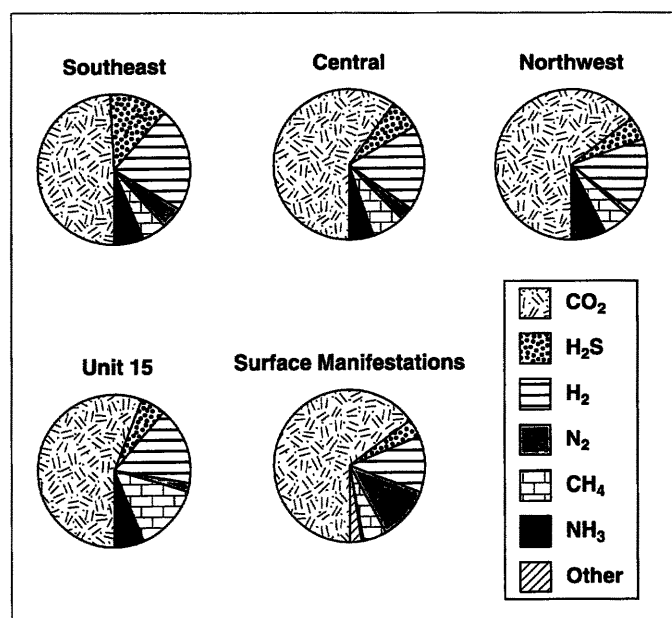 Southeast
Central
Northwest
Unit 15
Surface Manifestations
CO₂
H₂S
H₂
N₂
CH₄
NH₃
Other